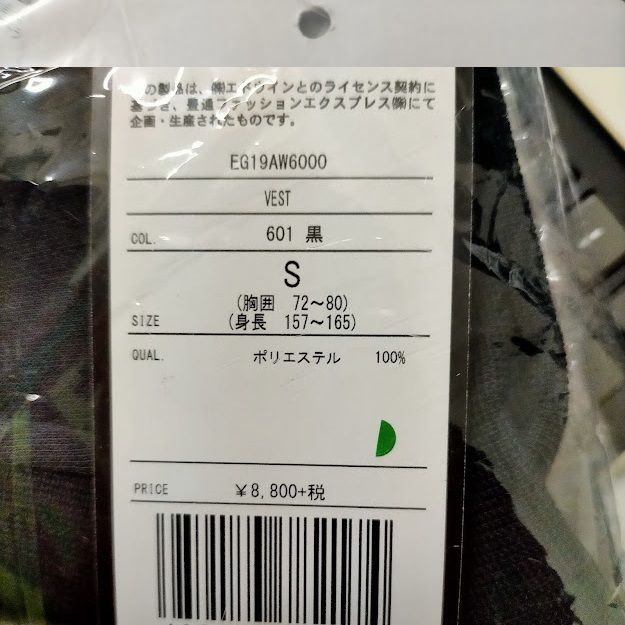 の製品は、㈱エドウインとのライセンス契約に
基づき、豊通ファッションエクスプレス㈱にて
企画・生産されたものです。
EG19AW6000
VEST
COL. 601 黒
S
(胸囲 72～80)
SIZE (身長 157～165)
QUAL. ポリエステル 100%
PRICE ￥8,800+税